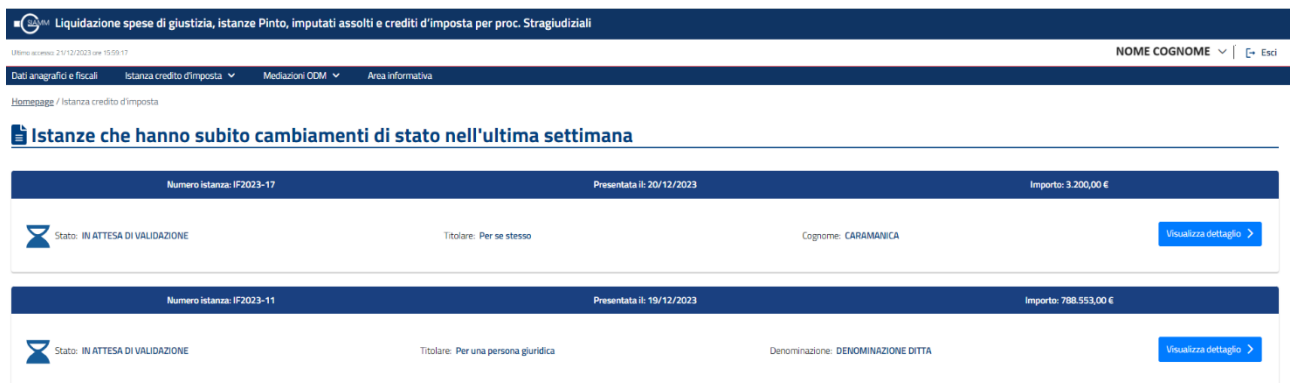 SIAMM Liquidazione spese di giustizia, istanze Pinto, imputati assolti e crediti d'imposta per proc. Stragiudiziali
Ultimo accesso: 21/12/2023 ore 15:59:17 NOME COGNOME Esci
Dati anagrafici e fiscali Istanza credito d'imposta Mediazioni ODM Area informativa
Homepage / Istanza credito d'imposta
Istanze che hanno subito cambiamenti di stato nell'ultima settimana
Numero istanza: IF2023-17 Presentata il: 20/12/2023 Importo: 3.200,00 €
Stato: IN ATTESA DI VALIDAZIONE Titolare: Per se stesso Cognome: CARAMANICA Visualizza dettaglio
Numero istanza: IF2023-11 Presentata il: 19/12/2023 Importo: 788.553,00 €
Stato: IN ATTESA DI VALIDAZIONE Titolare: Per una persona giuridica Denominazione: DENOMINAZIONE DITTA Visualizza dettaglio